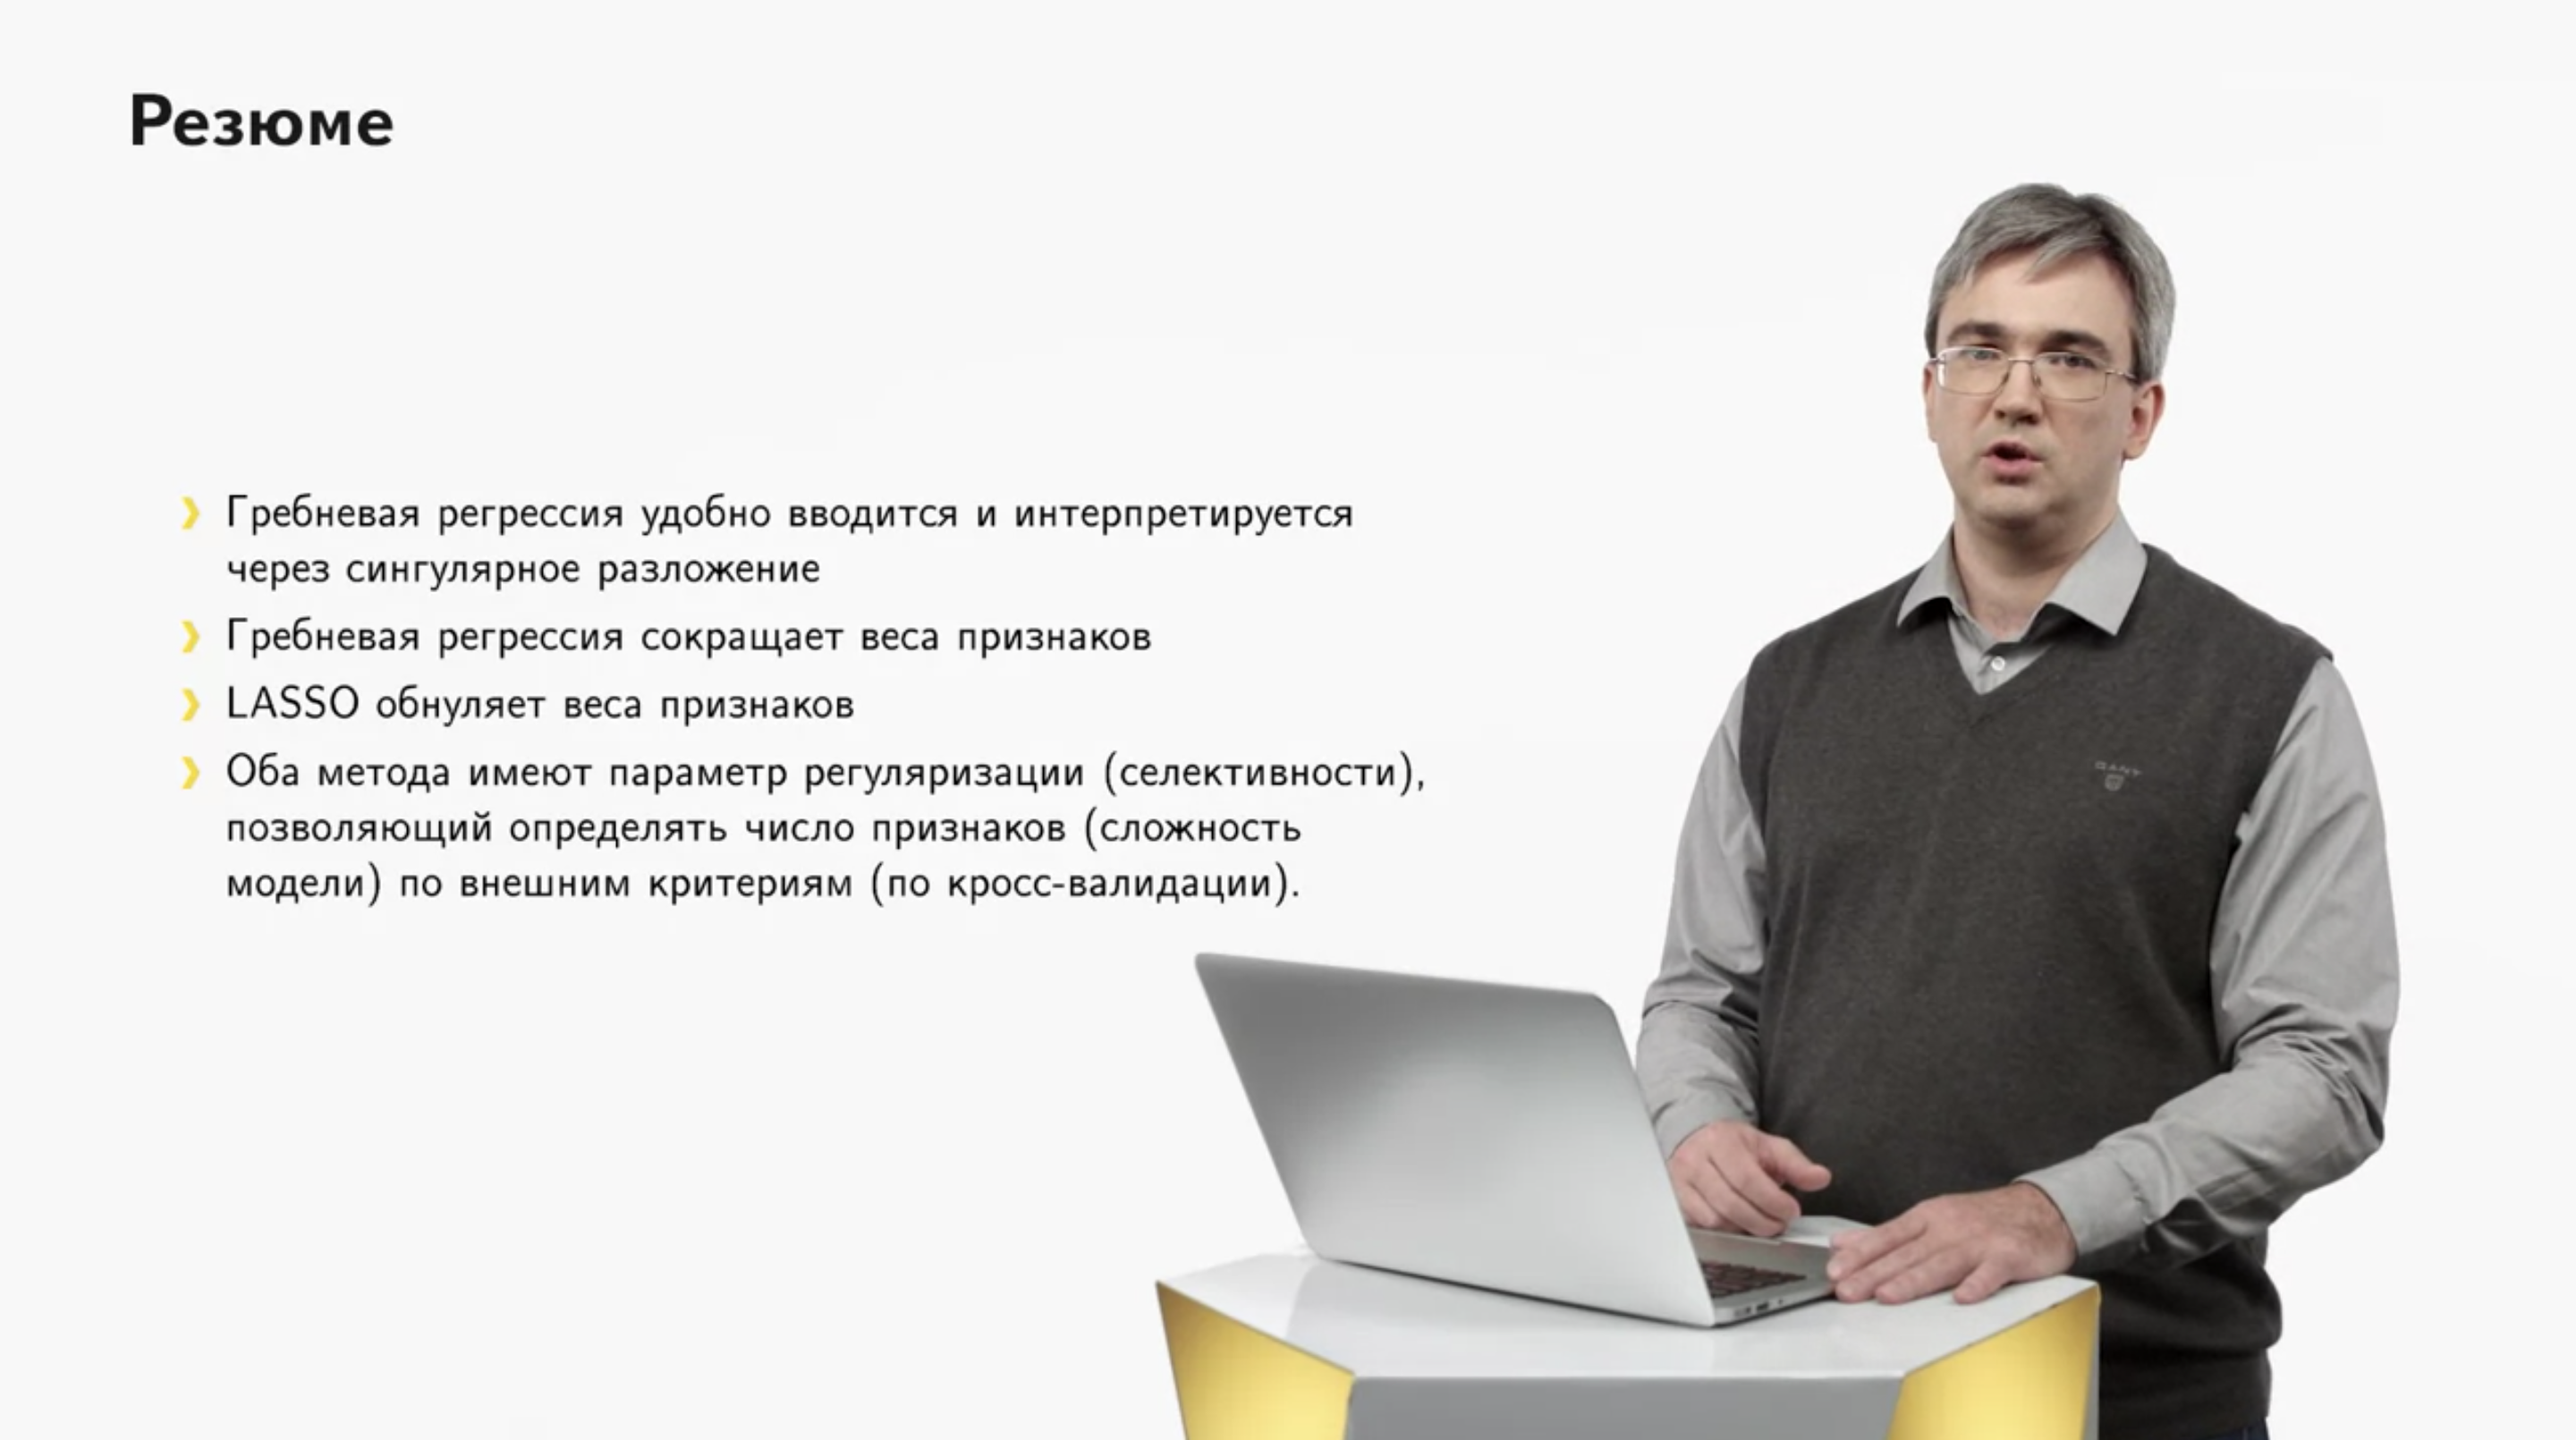 Резюме
Гребневая регрессия удобно вводится и интерпретируется
через сингулярное разложение
Гребневая регрессия сокращает веса признаков
LASSO обнуляет веса признаков
Оба метода имеют параметр регуляризации (селективности),
позволяющий определять число признаков (сложность
модели) по внешним критериям (по кросс-валидации).
GANT